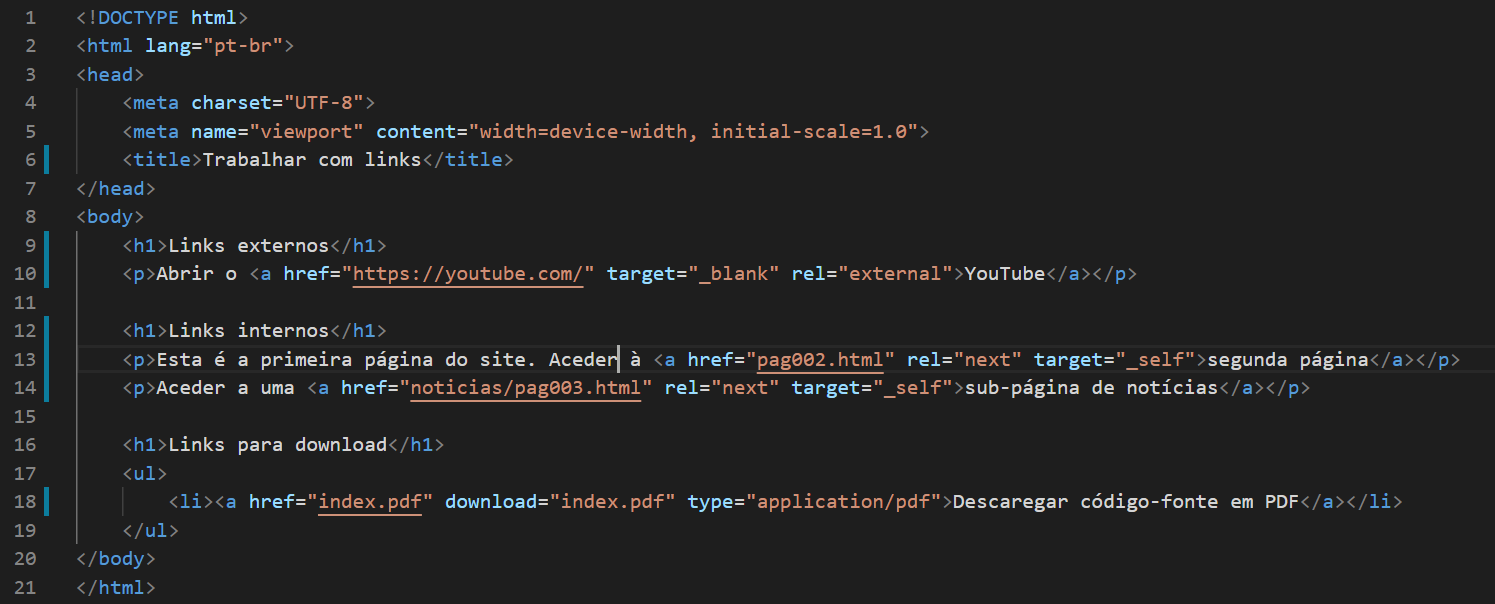 1 <!DOCTYPE html>
2 <html lang="pt-br">
3 <head>
4     <meta charset="UTF-8">
5     <meta name="viewport" content="width=device-width, initial-scale=1.0">
6     <title>Trabalhar com links</title>
7 </head>
8 <body>
9     <h1>Links externos</h1>
10     <p>Abrir o <a href="https://youtube.com/" target="_blank" rel="external">YouTube</a></p>
11
12     <h1>Links internos</h1>
13     <p>Esta é a primeira página do site. Aceder à <a href="pag002.html" rel="next" target="_self">segunda página</a></p>
14     <p>Aceder a uma <a href="noticias/pag003.html" rel="next" target="_self">sub-página de notícias</a></p>
15
16     <h1>Links para download</h1>
17     <ul>
18         <li><a href="index.pdf" download="index.pdf" type="application/pdf">Descaregar código-fonte em PDF</a></li>
19     </ul>
20 </body>
21 </html>